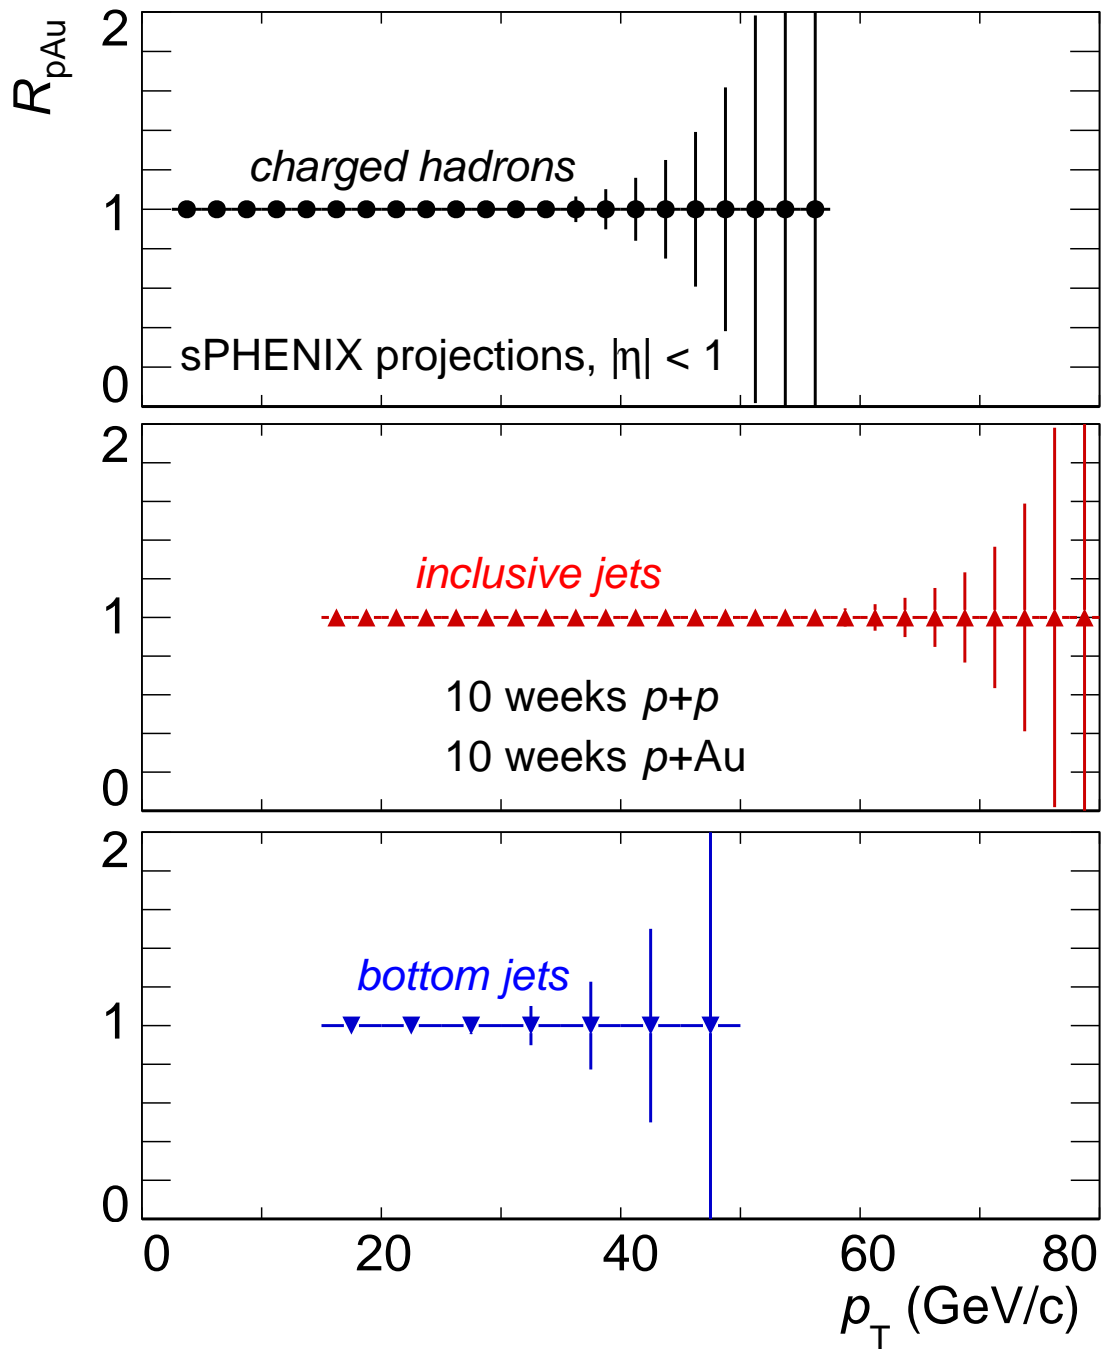 R_pAu
2
charged hadrons
1
sPHENIX projections, |η| < 1
0
2
inclusive jets
1
10 weeks p+p
10 weeks p+Au
0
2
bottom jets
1
0
0 20 40 60 80
p_T (GeV/c)